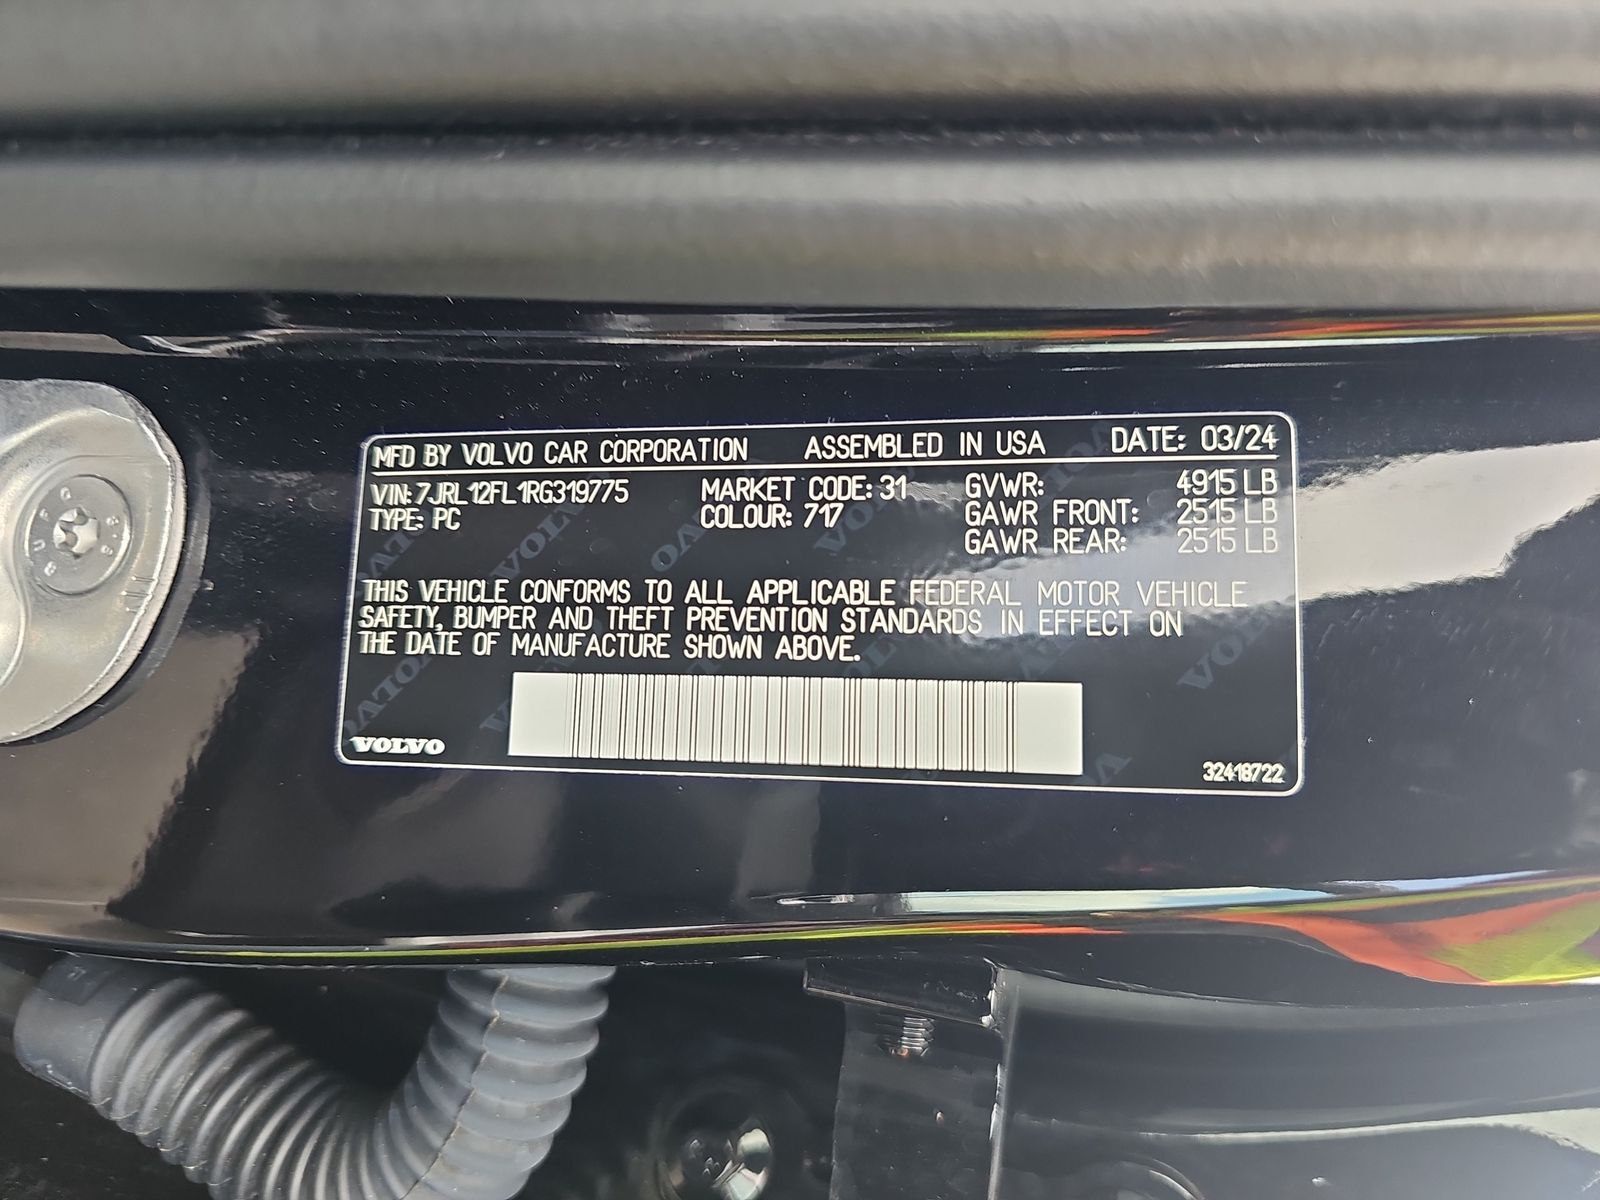 MFD BY VOLVO CAR CORPORATION ASSEMBLED IN USA DATE: 03/24
VIN: 7JRL12FL1RG319775 MARKET CODE: 31 GVWR: 4915 LB
TYPE: PC COLOUR: 717 GAWR FRONT: 2515 LB
GAWR REAR: 2515 LB
THIS VEHICLE CONFORMS TO ALL APPLICABLE FEDERAL MOTOR VEHICLE
SAFETY, BUMPER AND THEFT PREVENTION STANDARDS IN EFFECT ON
THE DATE OF MANUFACTURE SHOWN ABOVE.
VOLVO
32418722